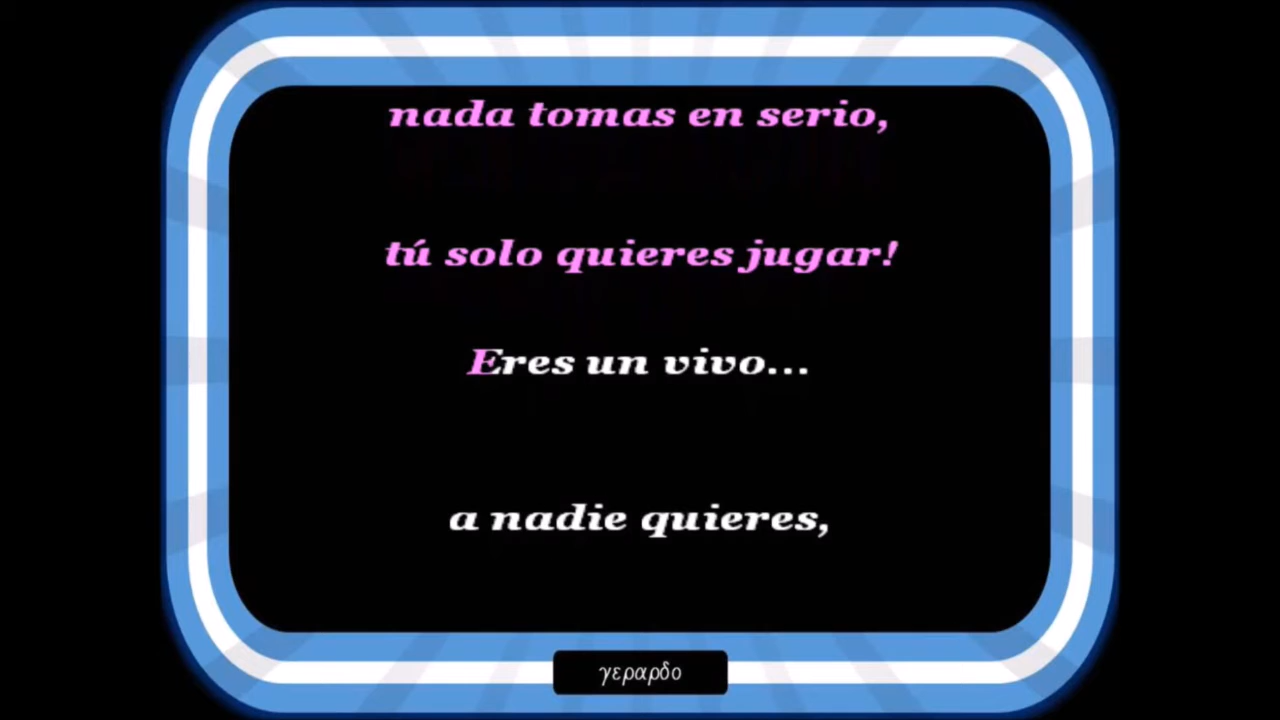 nada tomas en serio,
tú solo quieres jugar!
Eres un vivo...
a nadie quieres,
γεραρδο